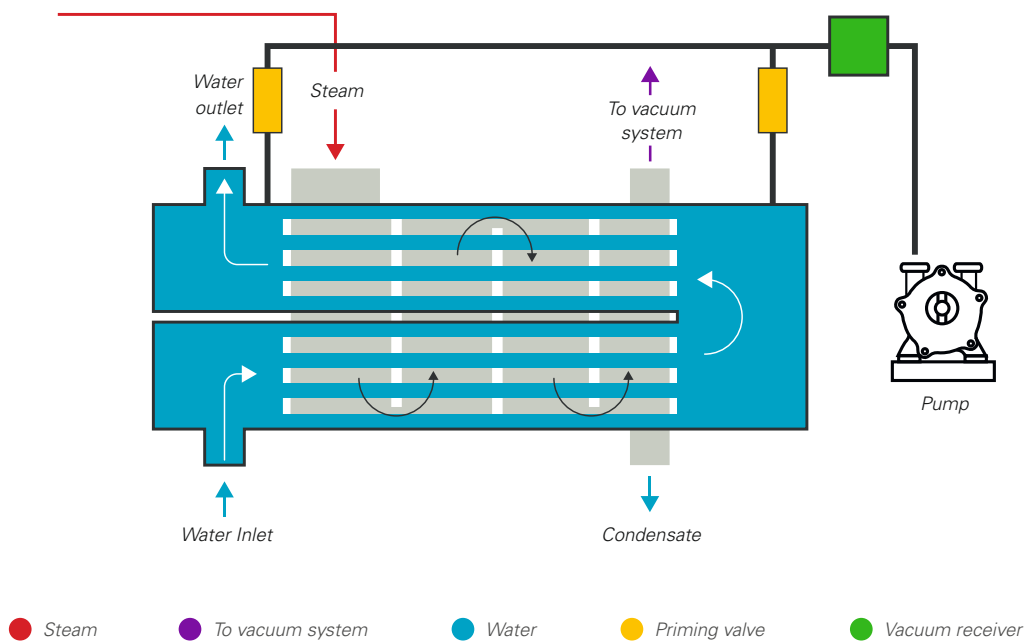 Water
outlet
Steam
To vacuum
system
Pump
Water Inlet
Condensate
Steam
To vacuum system
Water
Priming valve
Vacuum receiver